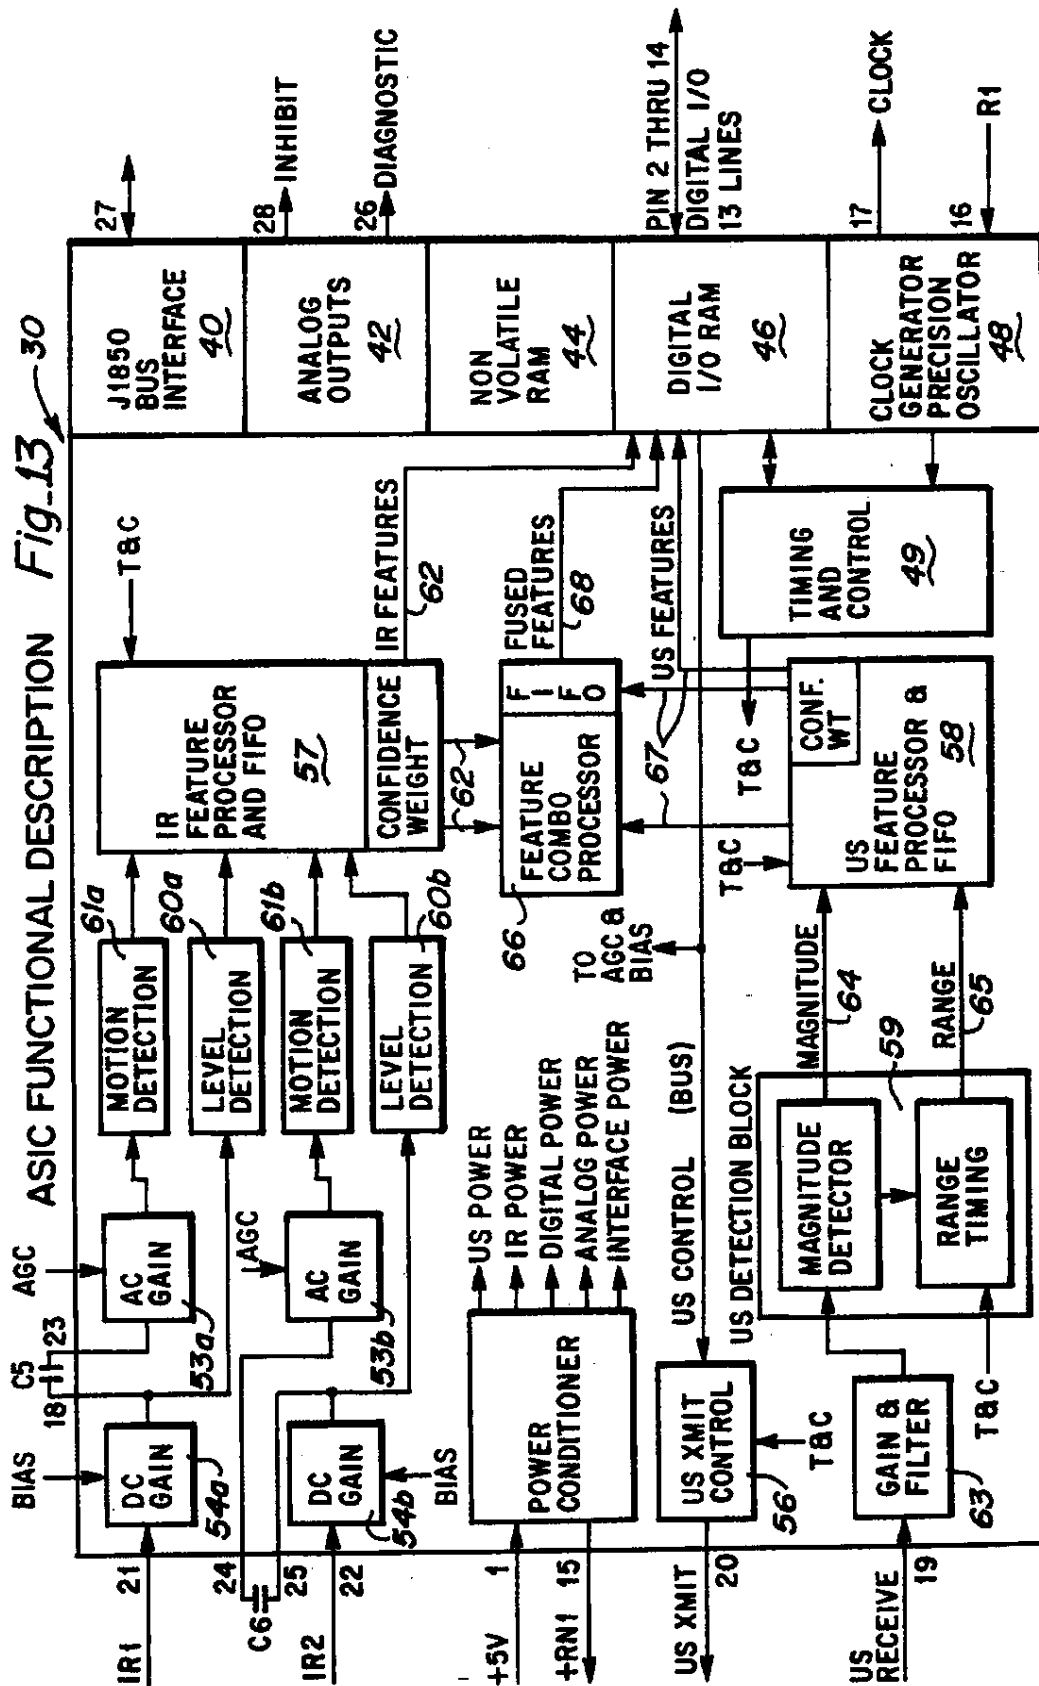 ASIC FUNCTIONAL DESCRIPTION
Fig. 13
30
BIAS
C5
AGC
18
23
IR1
21
DC
GAIN
54a
AC
GAIN
53a
MOTION
DETECTION
61a
LEVEL
DETECTION
60a
AGC
24
C6
25
IR2
22
DC
GAIN
54b
BIAS
AC
GAIN
53b
MOTION
DETECTION
61b
LEVEL
DETECTION
60b
IR
FEATURE
PROCESSOR
AND FIFO
57
CONFIDENCE
WEIGHT
T&C
IR FEATURES
62
62
FEATURE
COMBO
PROCESSOR
FIFO
66
FUSED
FEATURES
68
+5V
1
+RN1
15
POWER
CONDITIONER
US POWER
IR POWER
DIGITAL POWER
ANALOG POWER
INTERFACE POWER
TO
AGC &
BIAS
67
US FEATURES
US XMIT
20
US XMIT
CONTROL
56
T&C
US CONTROL (BUS)
US DETECTION BLOCK
US
RECEIVE
19
GAIN &
FILTER
63
MAGNITUDE
DETECTOR
RANGE
TIMING
59
T&C
MAGNITUDE
64
RANGE
65
T&C
US
FEATURE
PROCESSOR &
FIFO
58
CONF.
WT
T&C
TIMING
AND
CONTROL
49
J1850
BUS
INTERFACE
40
27
ANALOG
OUTPUTS
42
28
INHIBIT
26
DIAGNOSTIC
NON
VOLATILE
RAM
44
DIGITAL
I/O RAM
46
PIN 2 THRU 14
DIGITAL I/O
13 LINES
CLOCK
GENERATOR
PRECISION
OSCILLATOR
48
17
CLOCK
16
R1